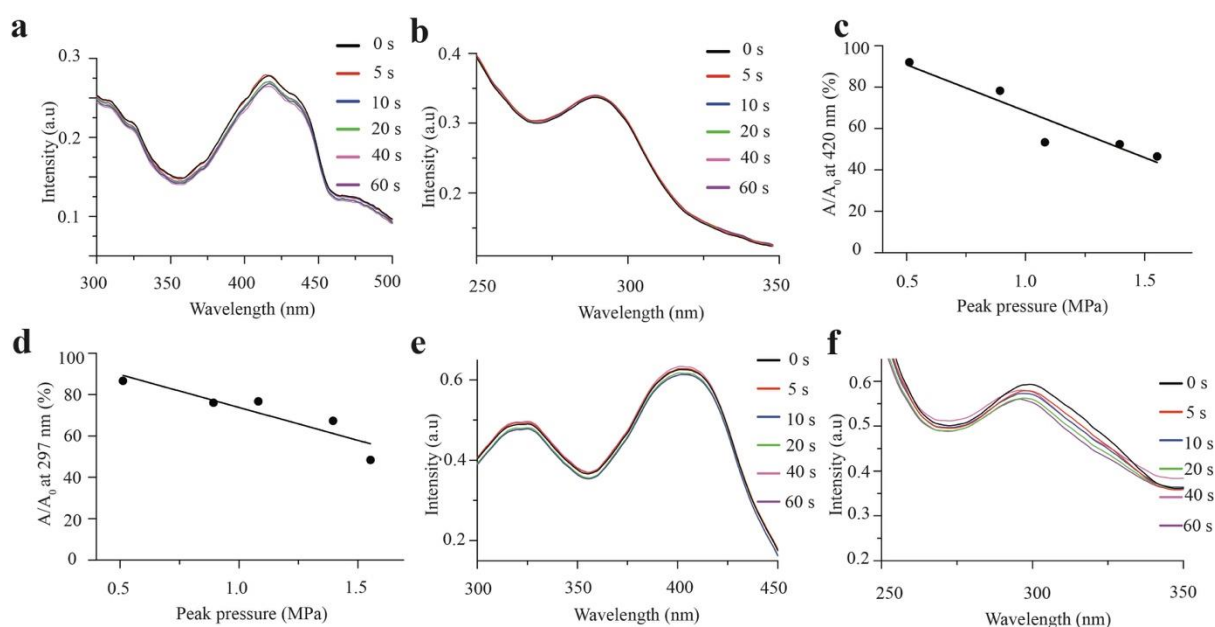 a
0.3
0.2
0.1
Intensity (a.u)
300
350
400
450
500
Wavelength (nm)
0 s
5 s
10 s
20 s
40 s
60 s
b
0.4
0.3
0.2
Intensity (a.u)
250
300
350
Wavelength (nm)
0 s
5 s
10 s
20 s
40 s
60 s
c
100
80
60
40
20
0
A/A0 at 420 nm (%)
0.5
1.0
1.5
Peak pressure (MPa)
d
100
80
60
40
80
0
A/A0 at 297 nm (%)
0.5
1.0
1.5
Peak pressure (MPa)
e
0.6
0.4
0.2
Intensity (a.u)
300
350
400
450
Wavelength (nm)
0 s
5 s
10 s
20 s
40 s
60 s
f
0.6
0.5
0.4
0.3
0.2
Intensity (a.u)
250
300
350
Wavelength (nm)
0 s
5 s
10 s
20 s
40 s
60 s